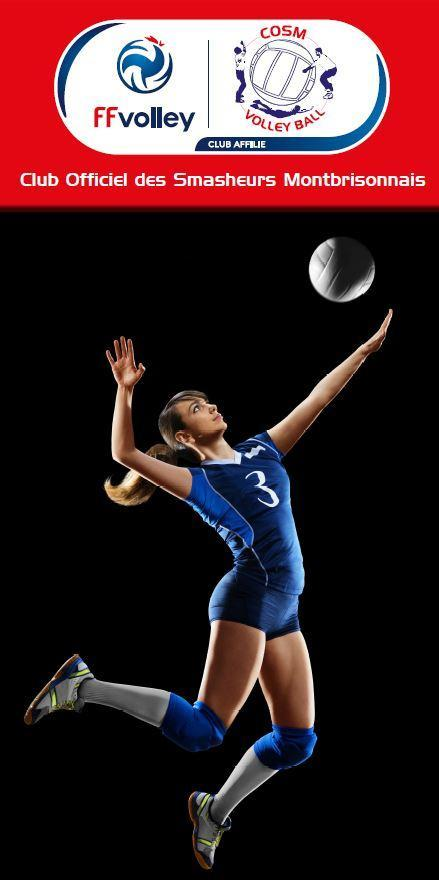 COSM
FFvolley
VOLLEY BALL
CLUB AFFILIE
Club Officiel des Smasheurs Montbrisonnais
3